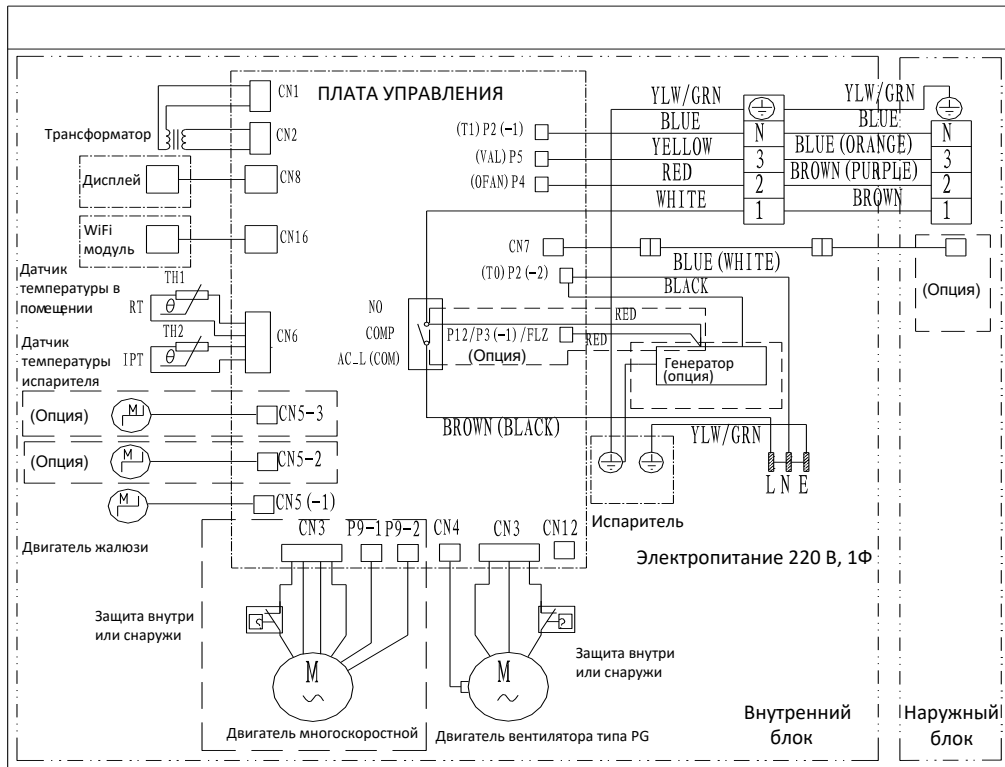 ПЛАТА УПРАВЛЕНИЯ
CN1
Трансформатор
CN2
Дисплей
CN8
WiFi
модуль
CN16
Датчик
температуры в
помещении
TH1
RT
θ
TH2
Датчик
температуры
испарителя
IPT
θ
CN6
(Опция)
M
CN5-3
(Опция)
M
CN5-2
M
CN5(-1)
Двигатель жалюзи
(T1)P2(-1)
(VAL)P5
(OFAN)P4
YLW/GRN
BLUE
YELLOW
RED
WHITE
N
3
2
1
YLW/GRN
BLUE
BLUE(ORANGE)
BROWN(PURPLE)
BROWN
N
3
2
1
CN7
BLUE(WHITE)
(Опция)
(T0)P2(-2)
BLACK
NO
COMP
AC_L(COM)
RED
P12/P3(-1)/FLZ
RED
(Опция)
Генератор
(опция)
BROWN(BLACK)
YLW/GRN
L N E
Испаритель
Электропитание 220 В, 1Ф
CN3
P9-1
P9-2
CN4
CN3
CN12
Защита внутри
или снаружи
M
Двигатель многоскоростной
M
Защита внутри
или снаружи
Двигатель вентилятора типа PG
Внутренний
блок
Наружный
блок